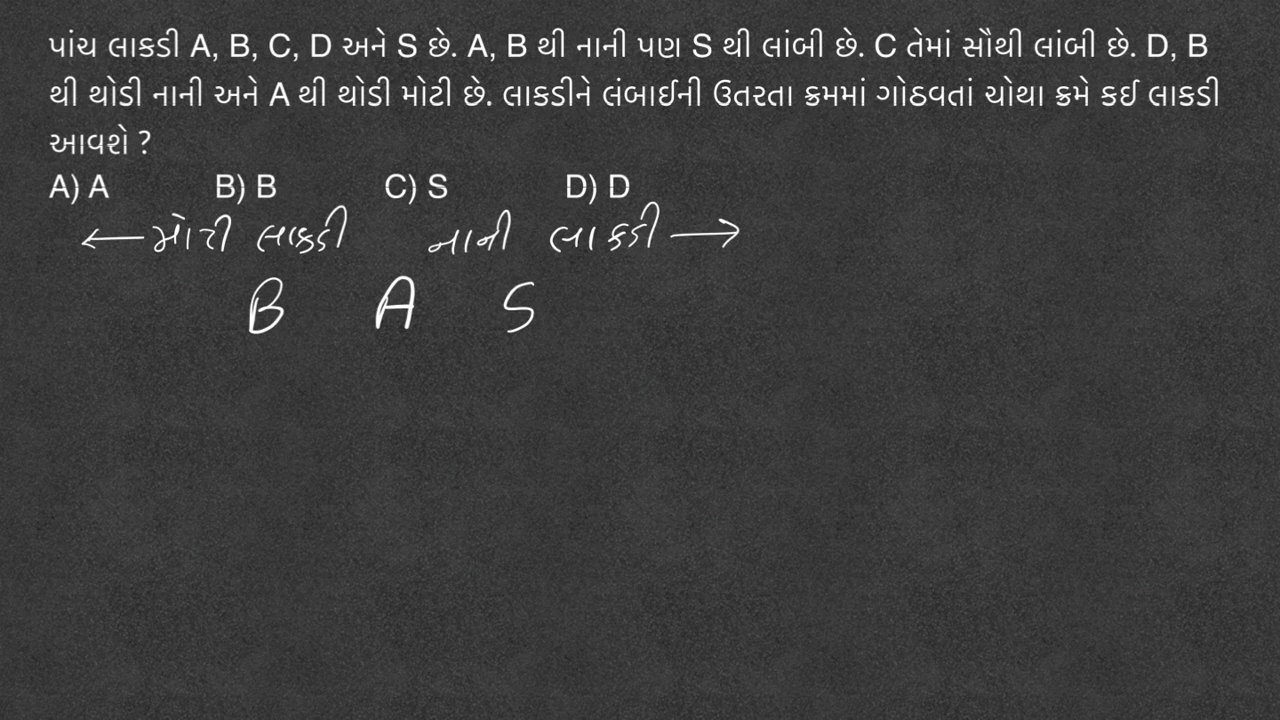 પાંચ લાકડી A, B, C, D અને S છે. A, B થી નાની પણ S થી લાંબી છે. C તેમાં સૌથી લાંબી છે. D, B
થી થોડી નાની અને A થી થોડી મોટી છે. લાકડીને લંબાઈની ઉતરતા ક્રમમાં ગોઠવતાં ચોથા ક્રમે કઈ લાકડી
આવશે ?
A) A B) B C) S D) D
← મોટી લાકડી નાની લાકડી →
B A S